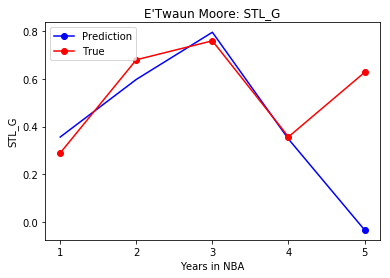 E'Twaun Moore: STL_G
Prediction
True
0.8
0.6
0.4
0.2
0.0
STL_G
1 2 3 4 5
Years in NBA